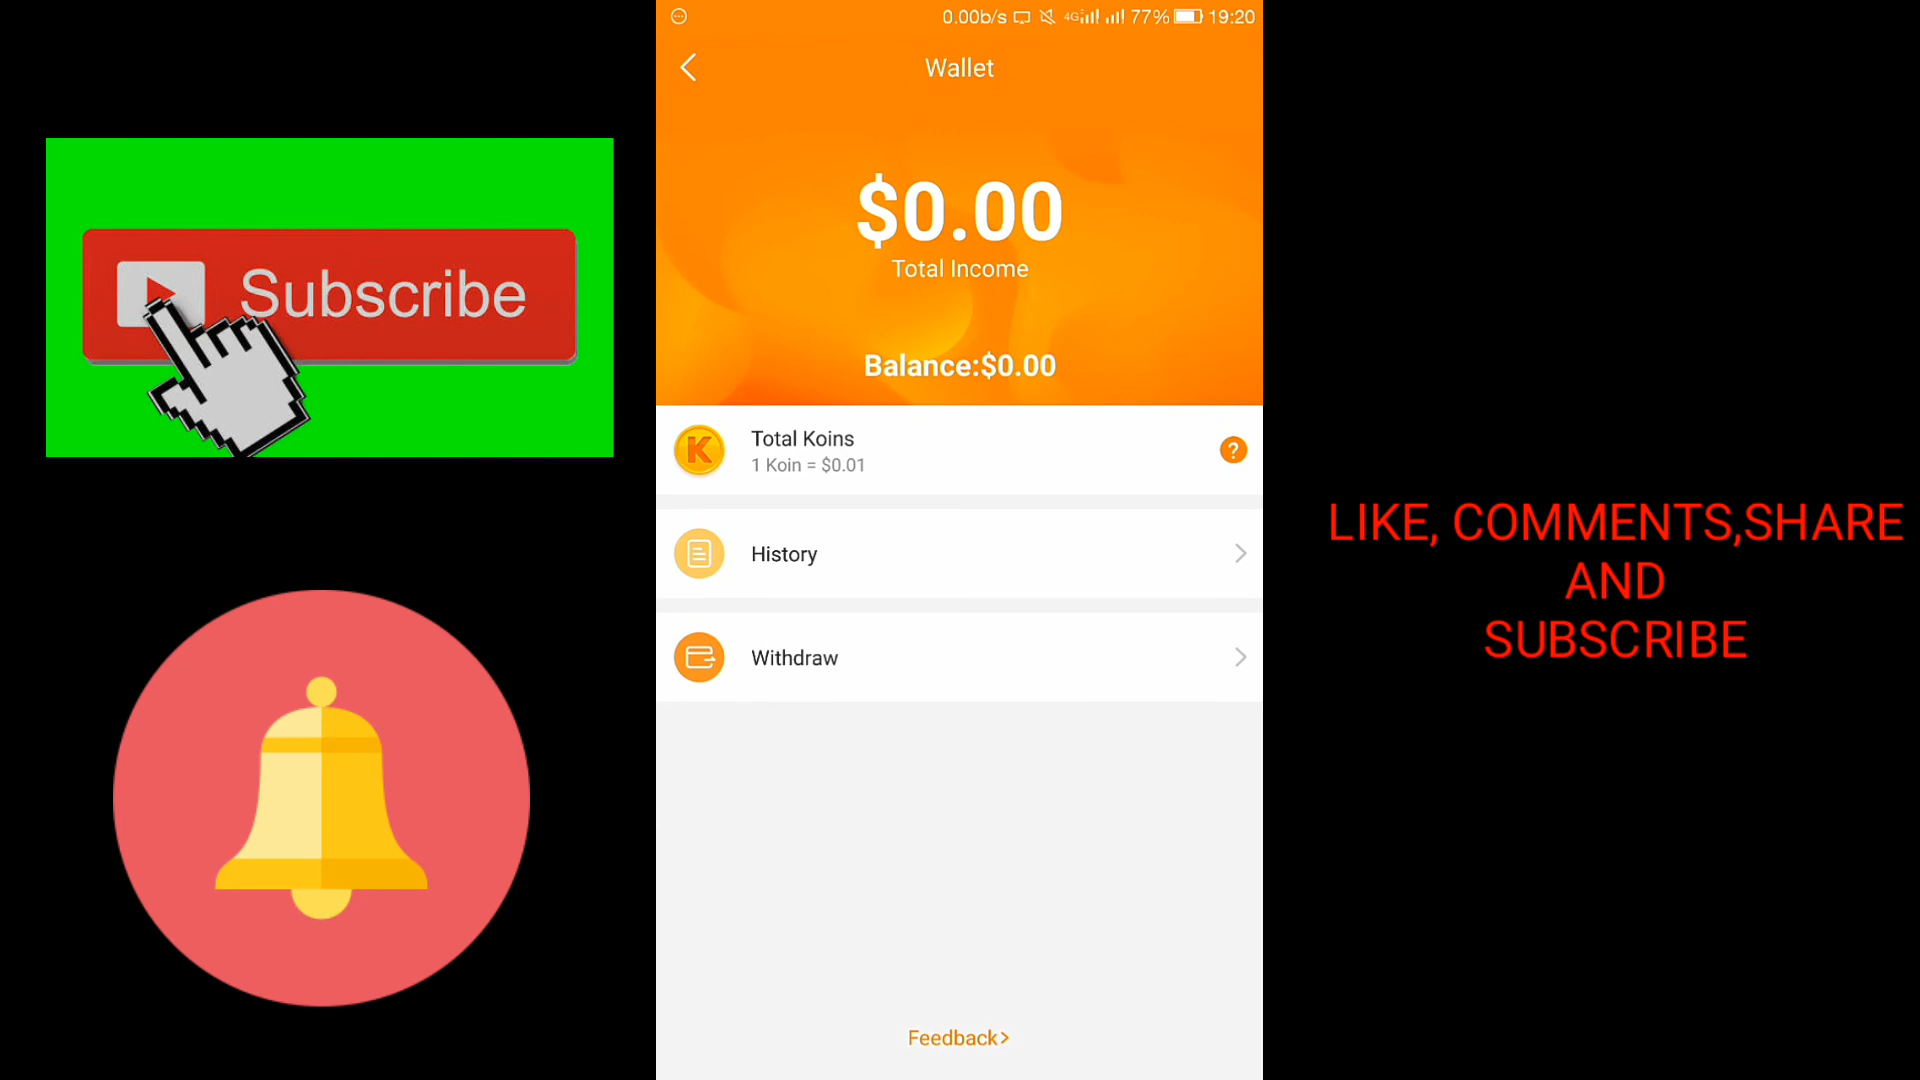 0.00b/s 4G 77% 19:20
Wallet
$0.00
Total Income
Balance:$0.00
Subscribe
K
Total Koins
1 Koin = $0.01
?
History
Withdraw
Feedback>
LIKE, COMMENTS,SHARE
AND
SUBSCRIBE